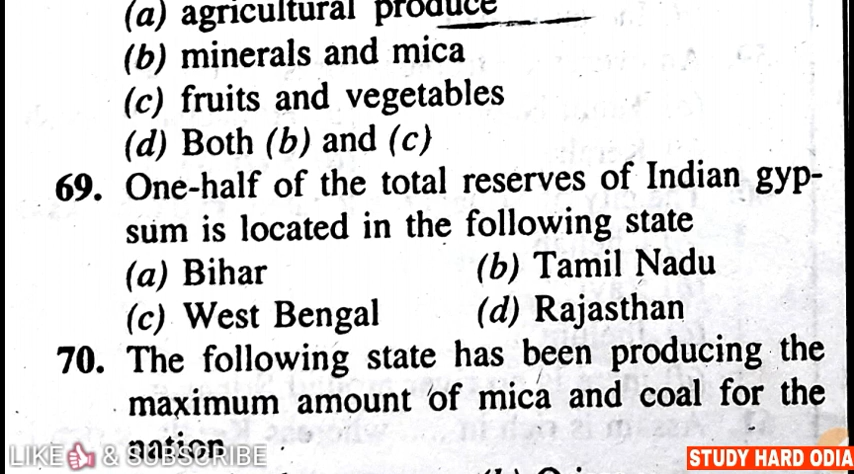 (a) agricultural produce
(b) minerals and mica
(c) fruits and vegetables
(d) Both (b) and (c)
69. One-half of the total reserves of Indian gyp-
sum is located in the following state
(a) Bihar (b) Tamil Nadu
(c) West Bengal (d) Rajasthan
70. The following state has been producing the
maximum amount of mica and coal for the
nation
LIKE 👍 & SUBSCRIBE
STUDY HARD ODIA